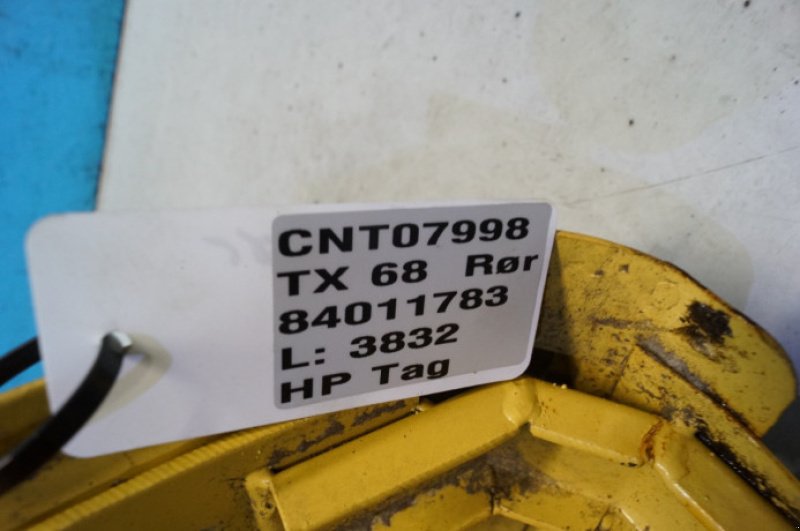 CNT07998
TX 68 Rør
84011783
L: 3832
HP Tag